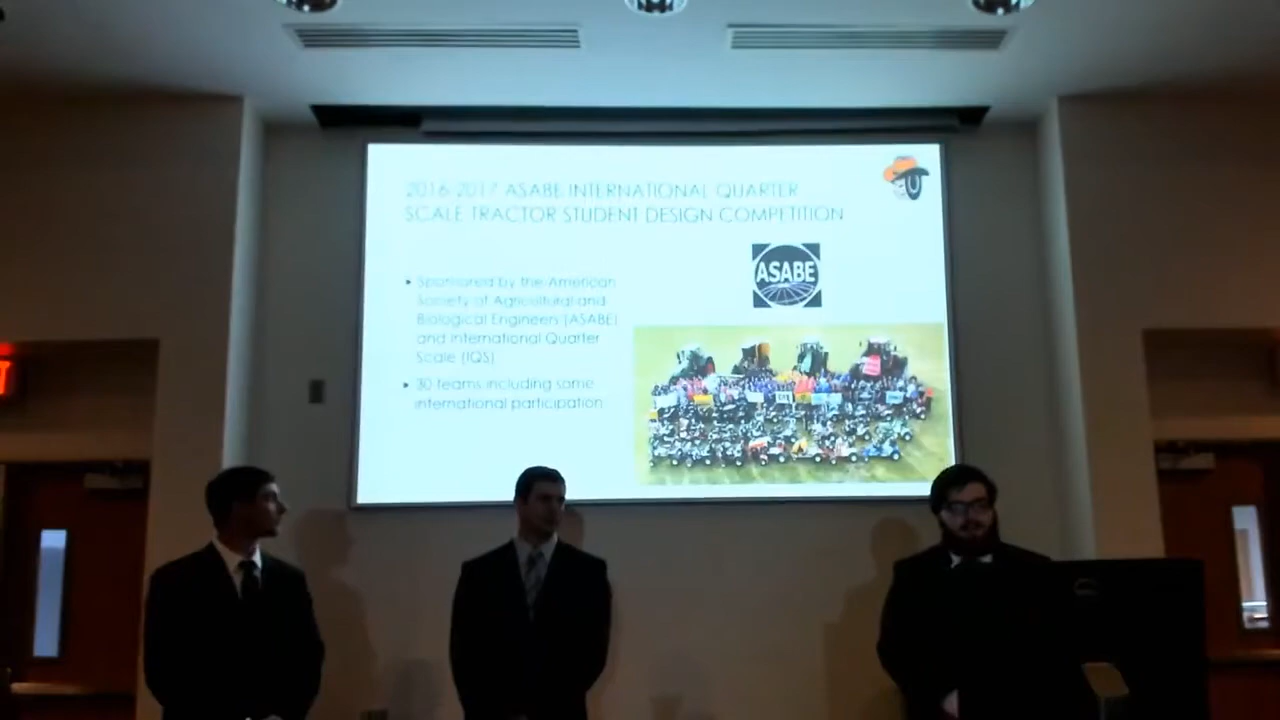 2016-2017 ASABE INTERNATIONAL QUARTER
SCALE TRACTOR STUDENT DESIGN COMPETITION
ASABE
▸ Sponsored by the American
Society of Agricultural and
Biological Engineers (ASABE)
and International Quarter
Scale (IQS)
▸ 30 teams including some
international participation